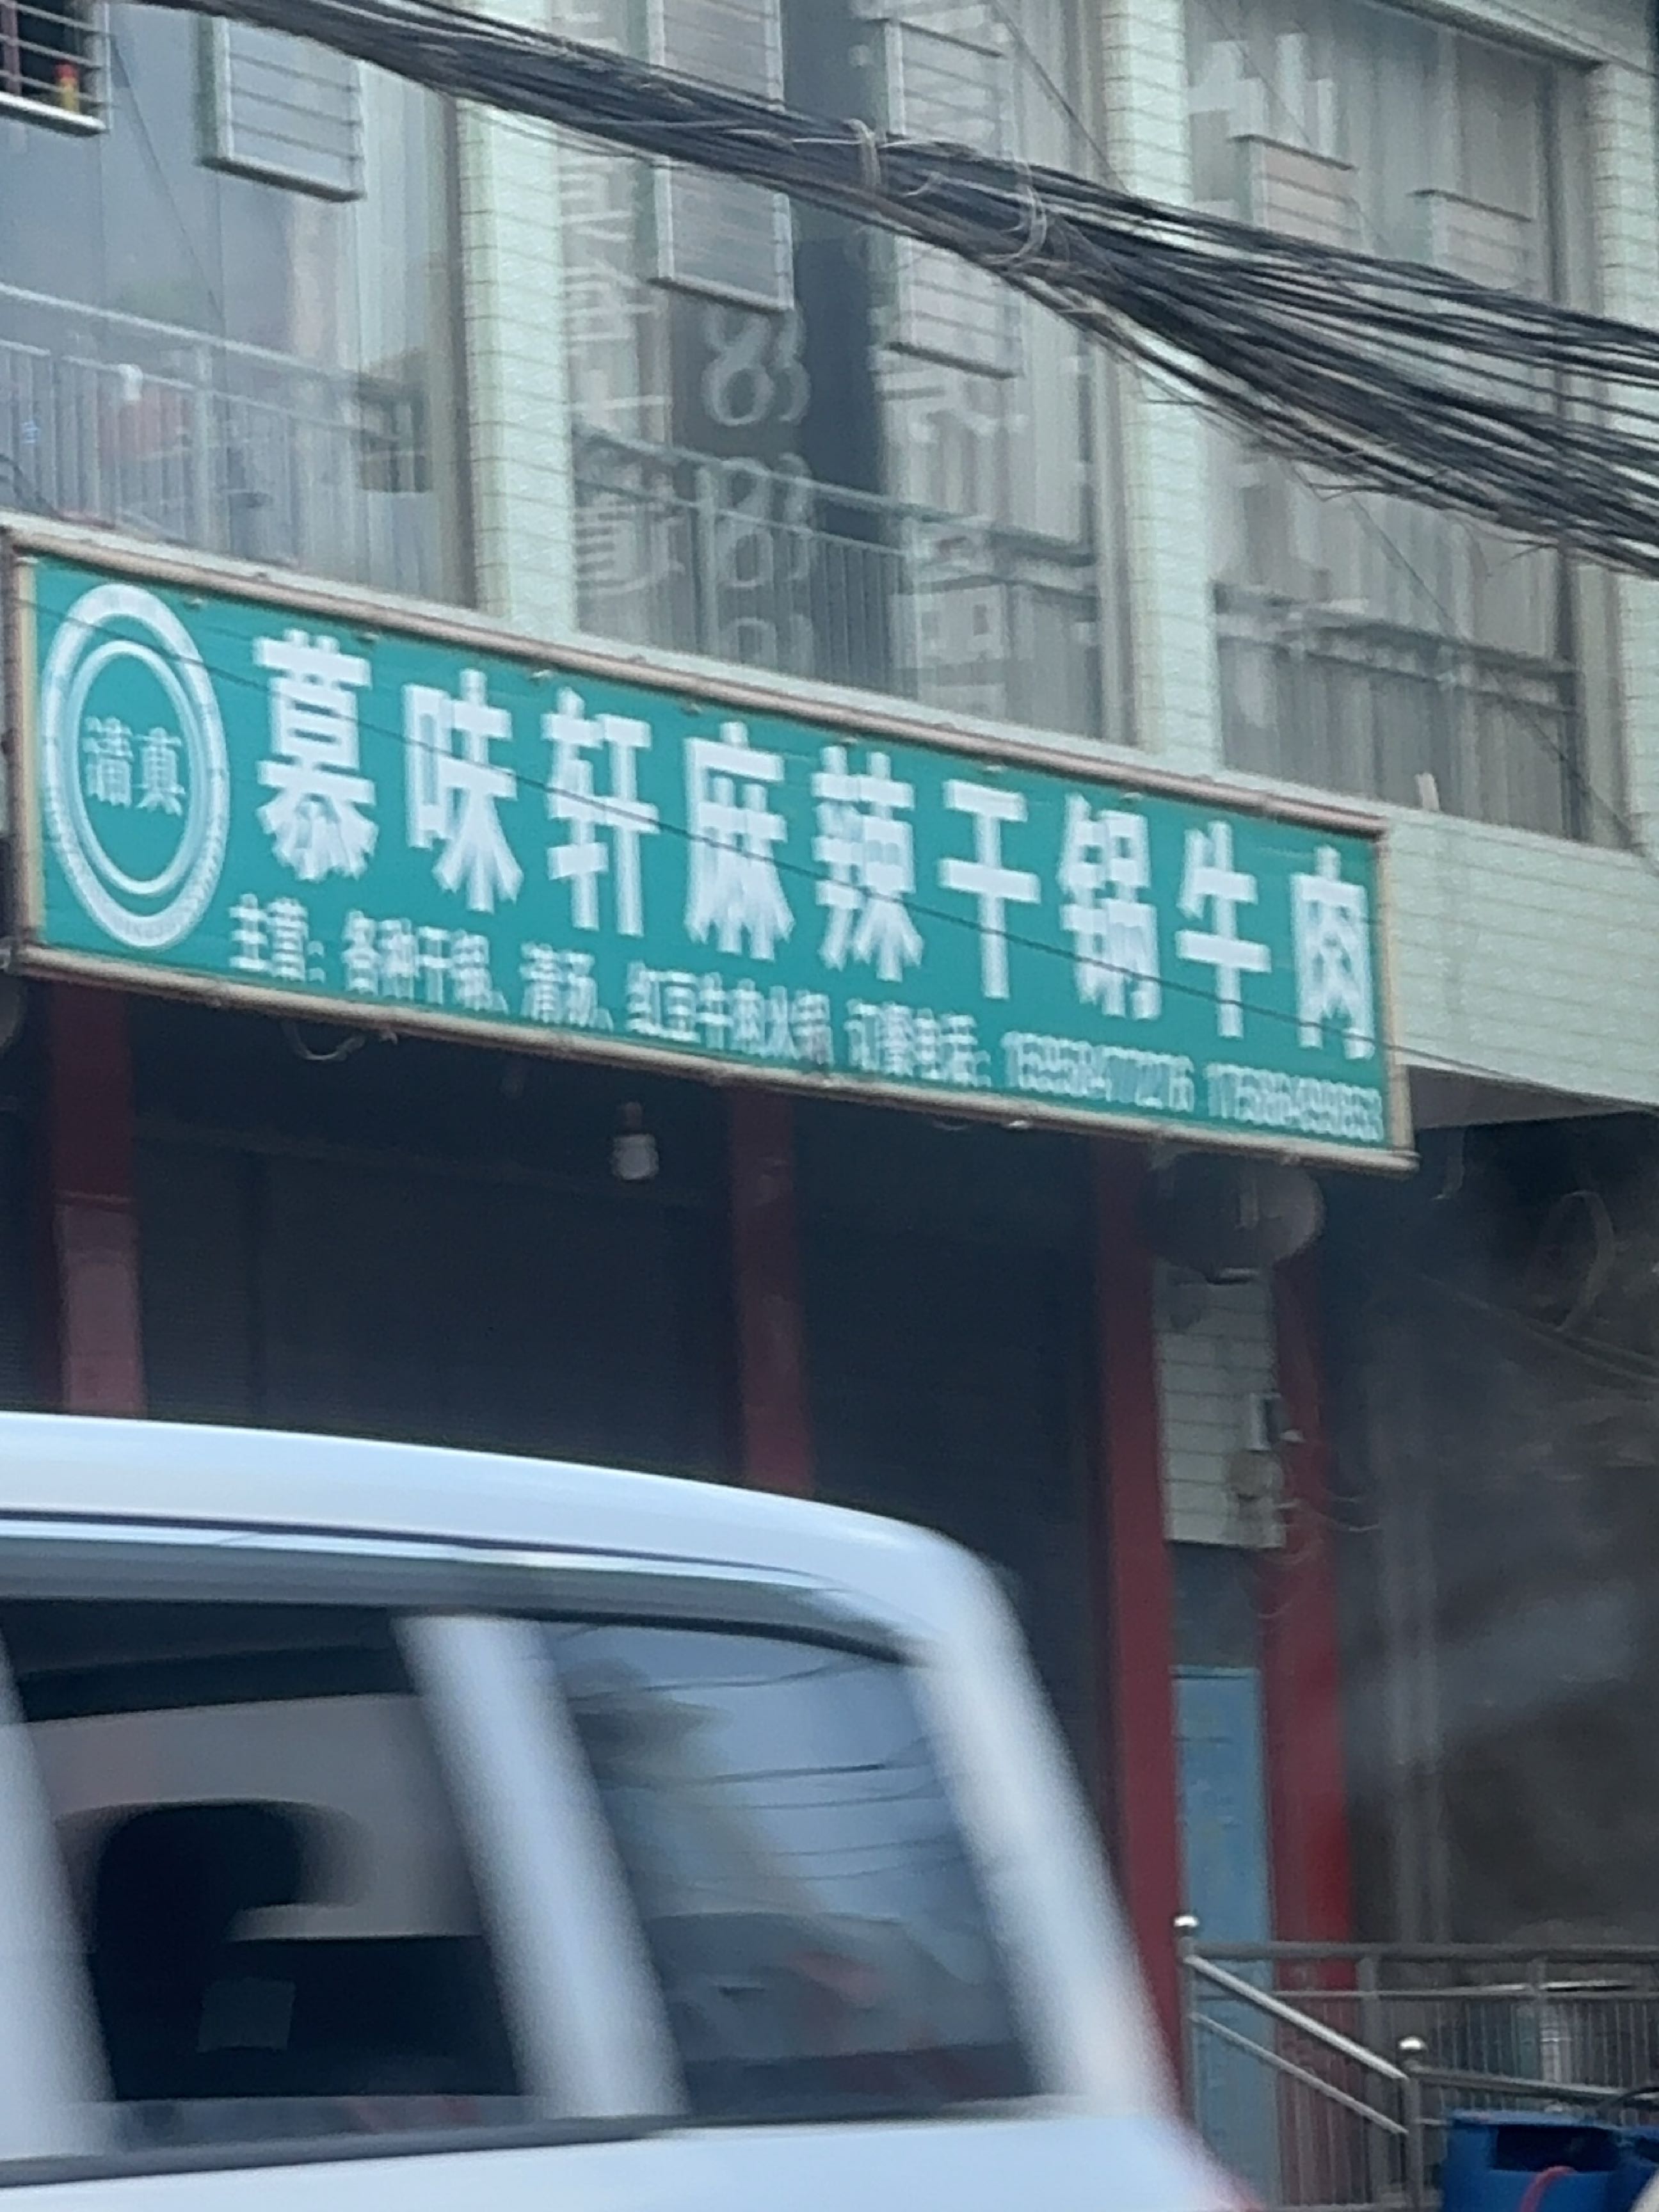 清真
慕味轩麻辣干锅牛肉
主营：各种干锅、清汤、红豆牛肉火锅 订餐电话：